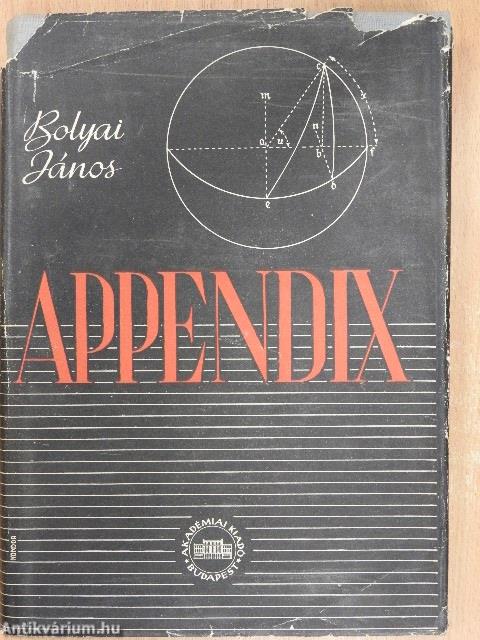 Bolyai
János
c
m
n
a
u
b
f
d
e
APPENDIX
AKADÉMIAI KIADÓ
* BUDAPEST *
Antikvárium.hu